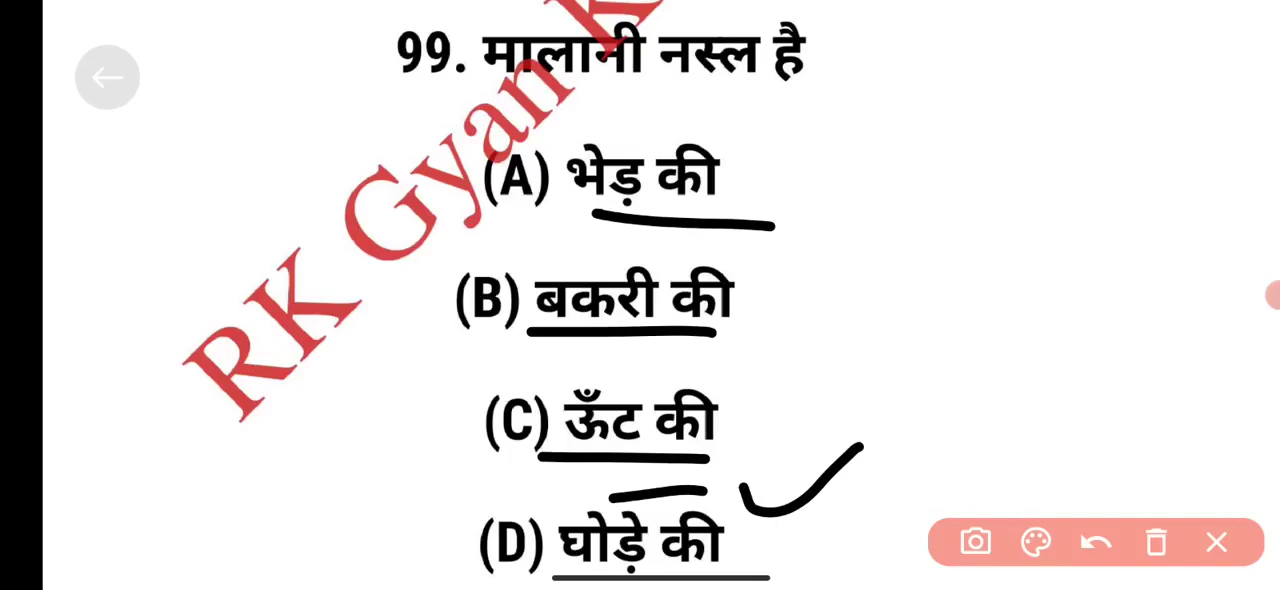 99. मालानी नस्ल है
(A) भेड़ की
(B) बकरी की
(C) ऊँट की
(D) घोड़े की
RK Gyan K